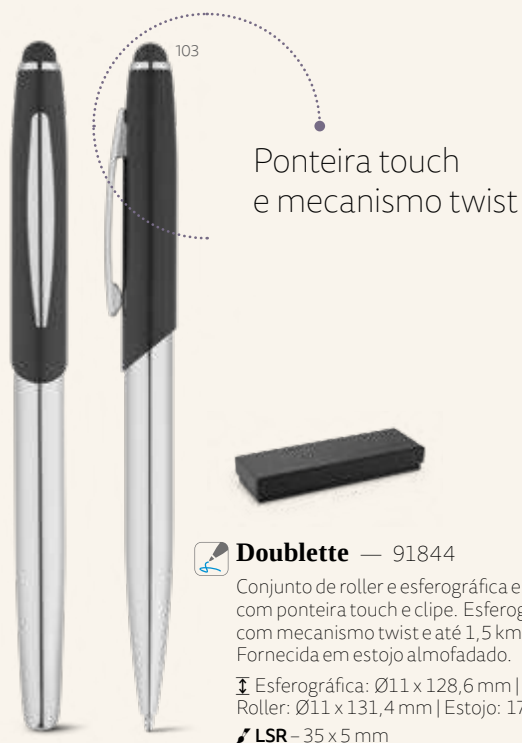 103
Ponteira touch
e mecanismo twist
Doublette — 91844
Conjunto de roller e esferográfica e
com ponteira touch e clipe. Esferog
com mecanismo twist e até 1,5 km
Fornecida em estojo almofadado.
Esferográfica: Ø11 x 128,6 mm |
Roller: Ø11 x 131,4 mm | Estojo: 17
LSR – 35 x 5 mm